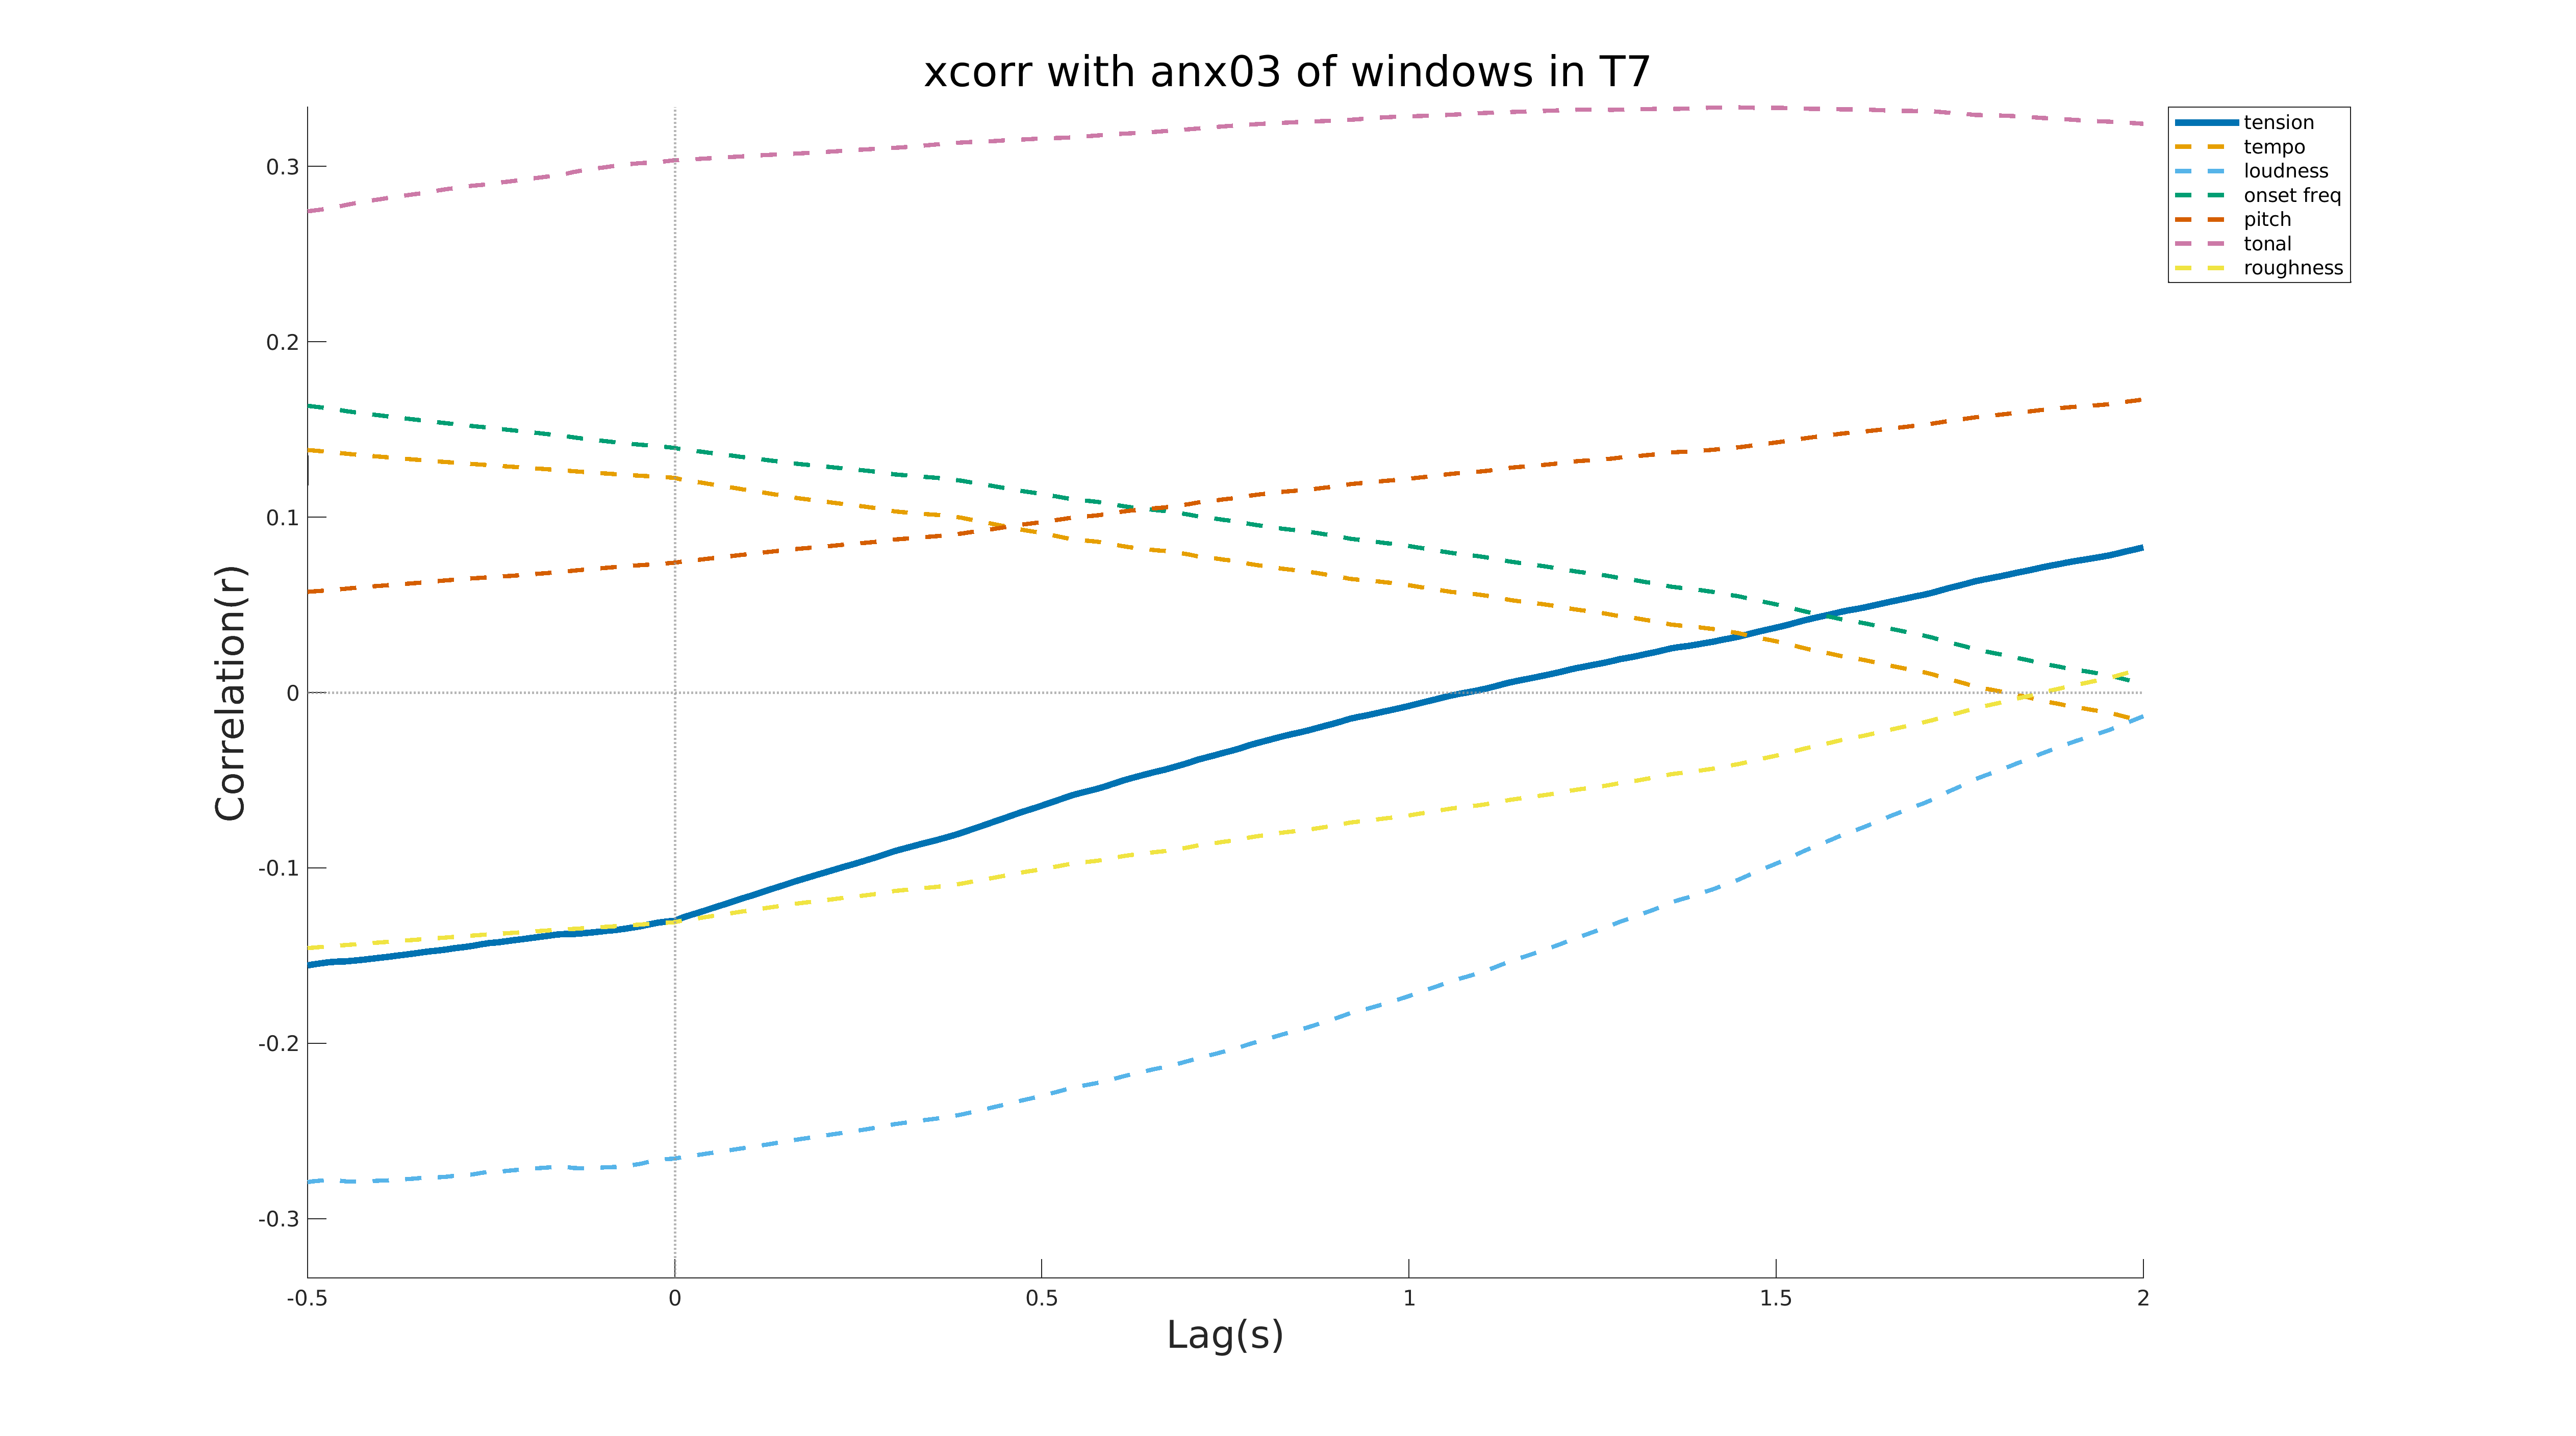 xcorr with anx03 of windows in T7
tension
tempo
loudness
onset freq
pitch
tonal
roughness
0.3
0.2
0.1
0
-0.1
-0.2
-0.3
Correlation(r)
-0.5 0 0.5 1 1.5 2
Lag(s)